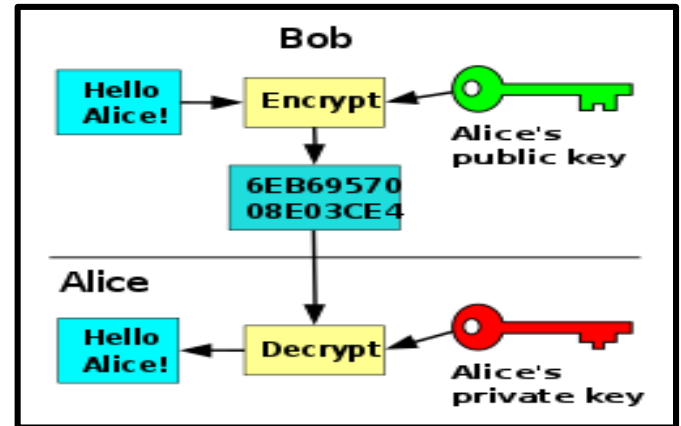 Bob
Hello
Alice!
Encrypt
Alice's
public key
6EB69570
08E03CE4
Alice
Hello
Alice!
Decrypt
Alice's
private key